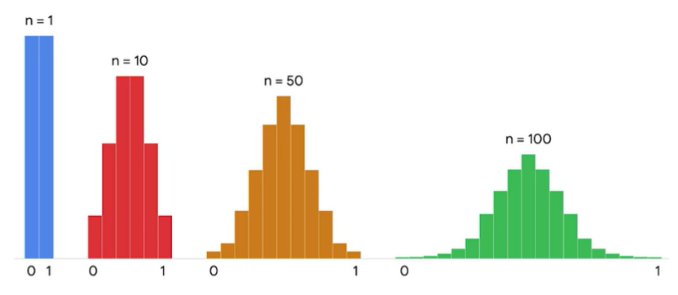 n = 1
n = 10
n = 50
n = 100
0 1
0 1
0 1
0 1